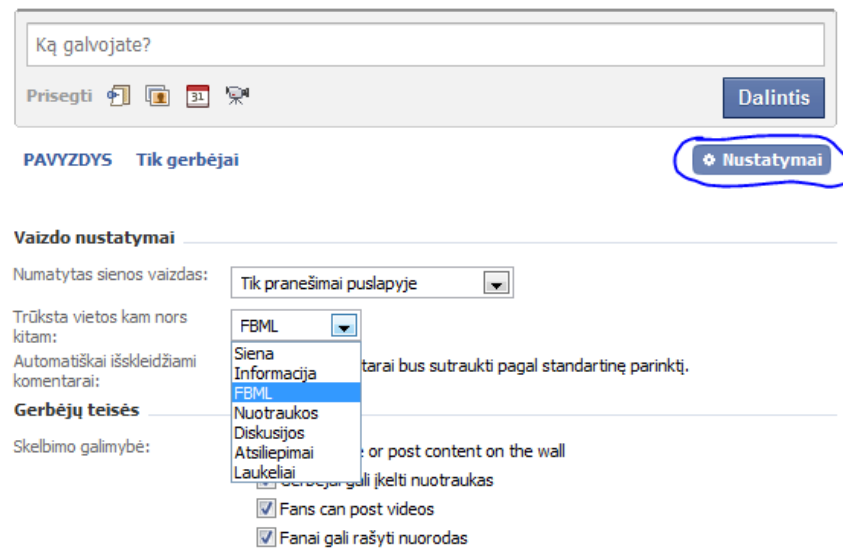 Ką galvojate?
Prisegti 31 Dalintis
PAVYZDYS Tik gerbėjai Nustatymai
Vaizdo nustatymai
Numatytas sienos vaizdas: Tik pranešimai puslapyje
Trūksta vietos kam nors kitam: FBML
Siena
Automatiškai išskleidžiami komentarai: tarai bus sutraukti pagal standartinę parinktį.
Informacija
FBML
Gerbėjų teisės
Nuotraukos
Diskusijos
Skelbimo galimybė: or post content on the wall
Atsiliepimai
Laukeliai
Gerbėjai gali įkelti nuotraukas
Fans can post videos
Fanai gali rašyti nuorodas